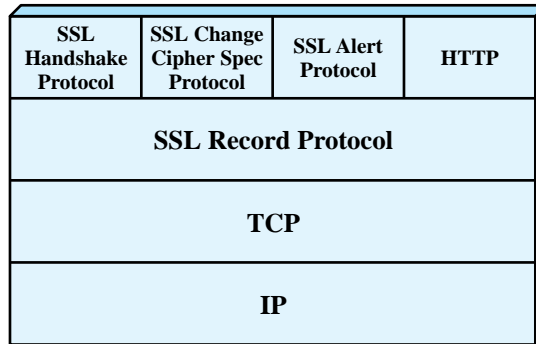 SSL
Handshake
Protocol
SSL Change
Cipher Spec
Protocol
SSL Alert
Protocol
HTTP
SSL Record Protocol
TCP
IP